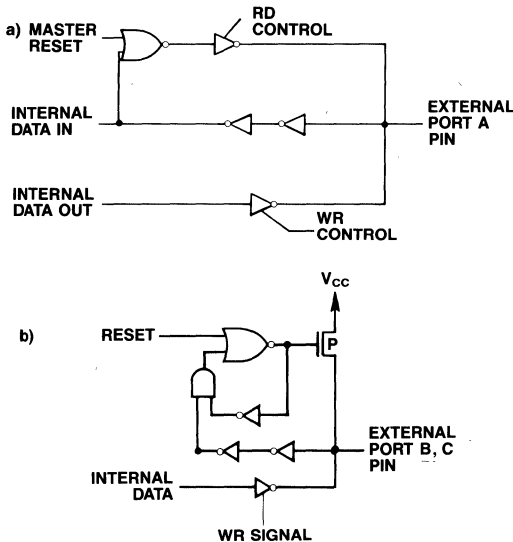 a) MASTER
RESET
RD
CONTROL
INTERNAL
DATA IN
EXTERNAL
PORT A
PIN
INTERNAL
DATA OUT
WR
CONTROL
b)
VCC
RESET
P
EXTERNAL
PORT B, C
PIN
INTERNAL
DATA
WR SIGNAL